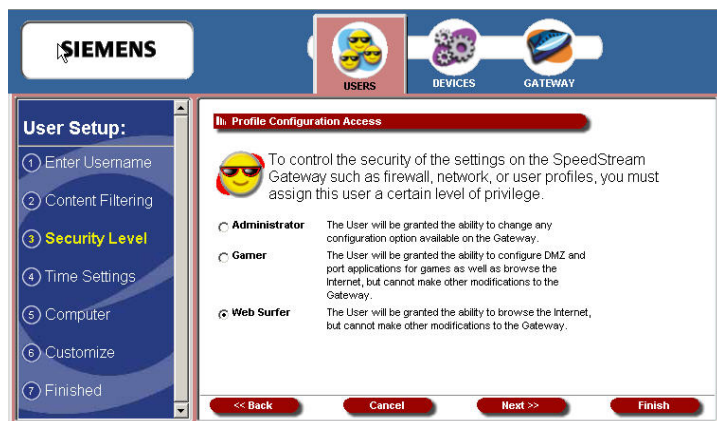 SIEMENS
USERS
DEVICES
GATEWAY
User Setup:
1 Enter Username
2 Content Filtering
3 Security Level
4 Time Settings
5 Computer
6 Customize
7 Finished
Profile Configuration Access
To control the security of the settings on the SpeedStream
Gateway such as firewall, network, or user profiles, you must
assign this user a certain level of privilege.
Administrator
The User will be granted the ability to change any
configuration option available on the Gateway.
Gamer
The User will be granted the ability to configure DMZ and
port applications for games as well as browse the
Internet, but cannot make other modifications to the
Gateway.
Web Surfer
The User will be granted the ability to browse the Internet,
but cannot make other modifications to the Gateway.
<< Back
Cancel
Next >>
Finish